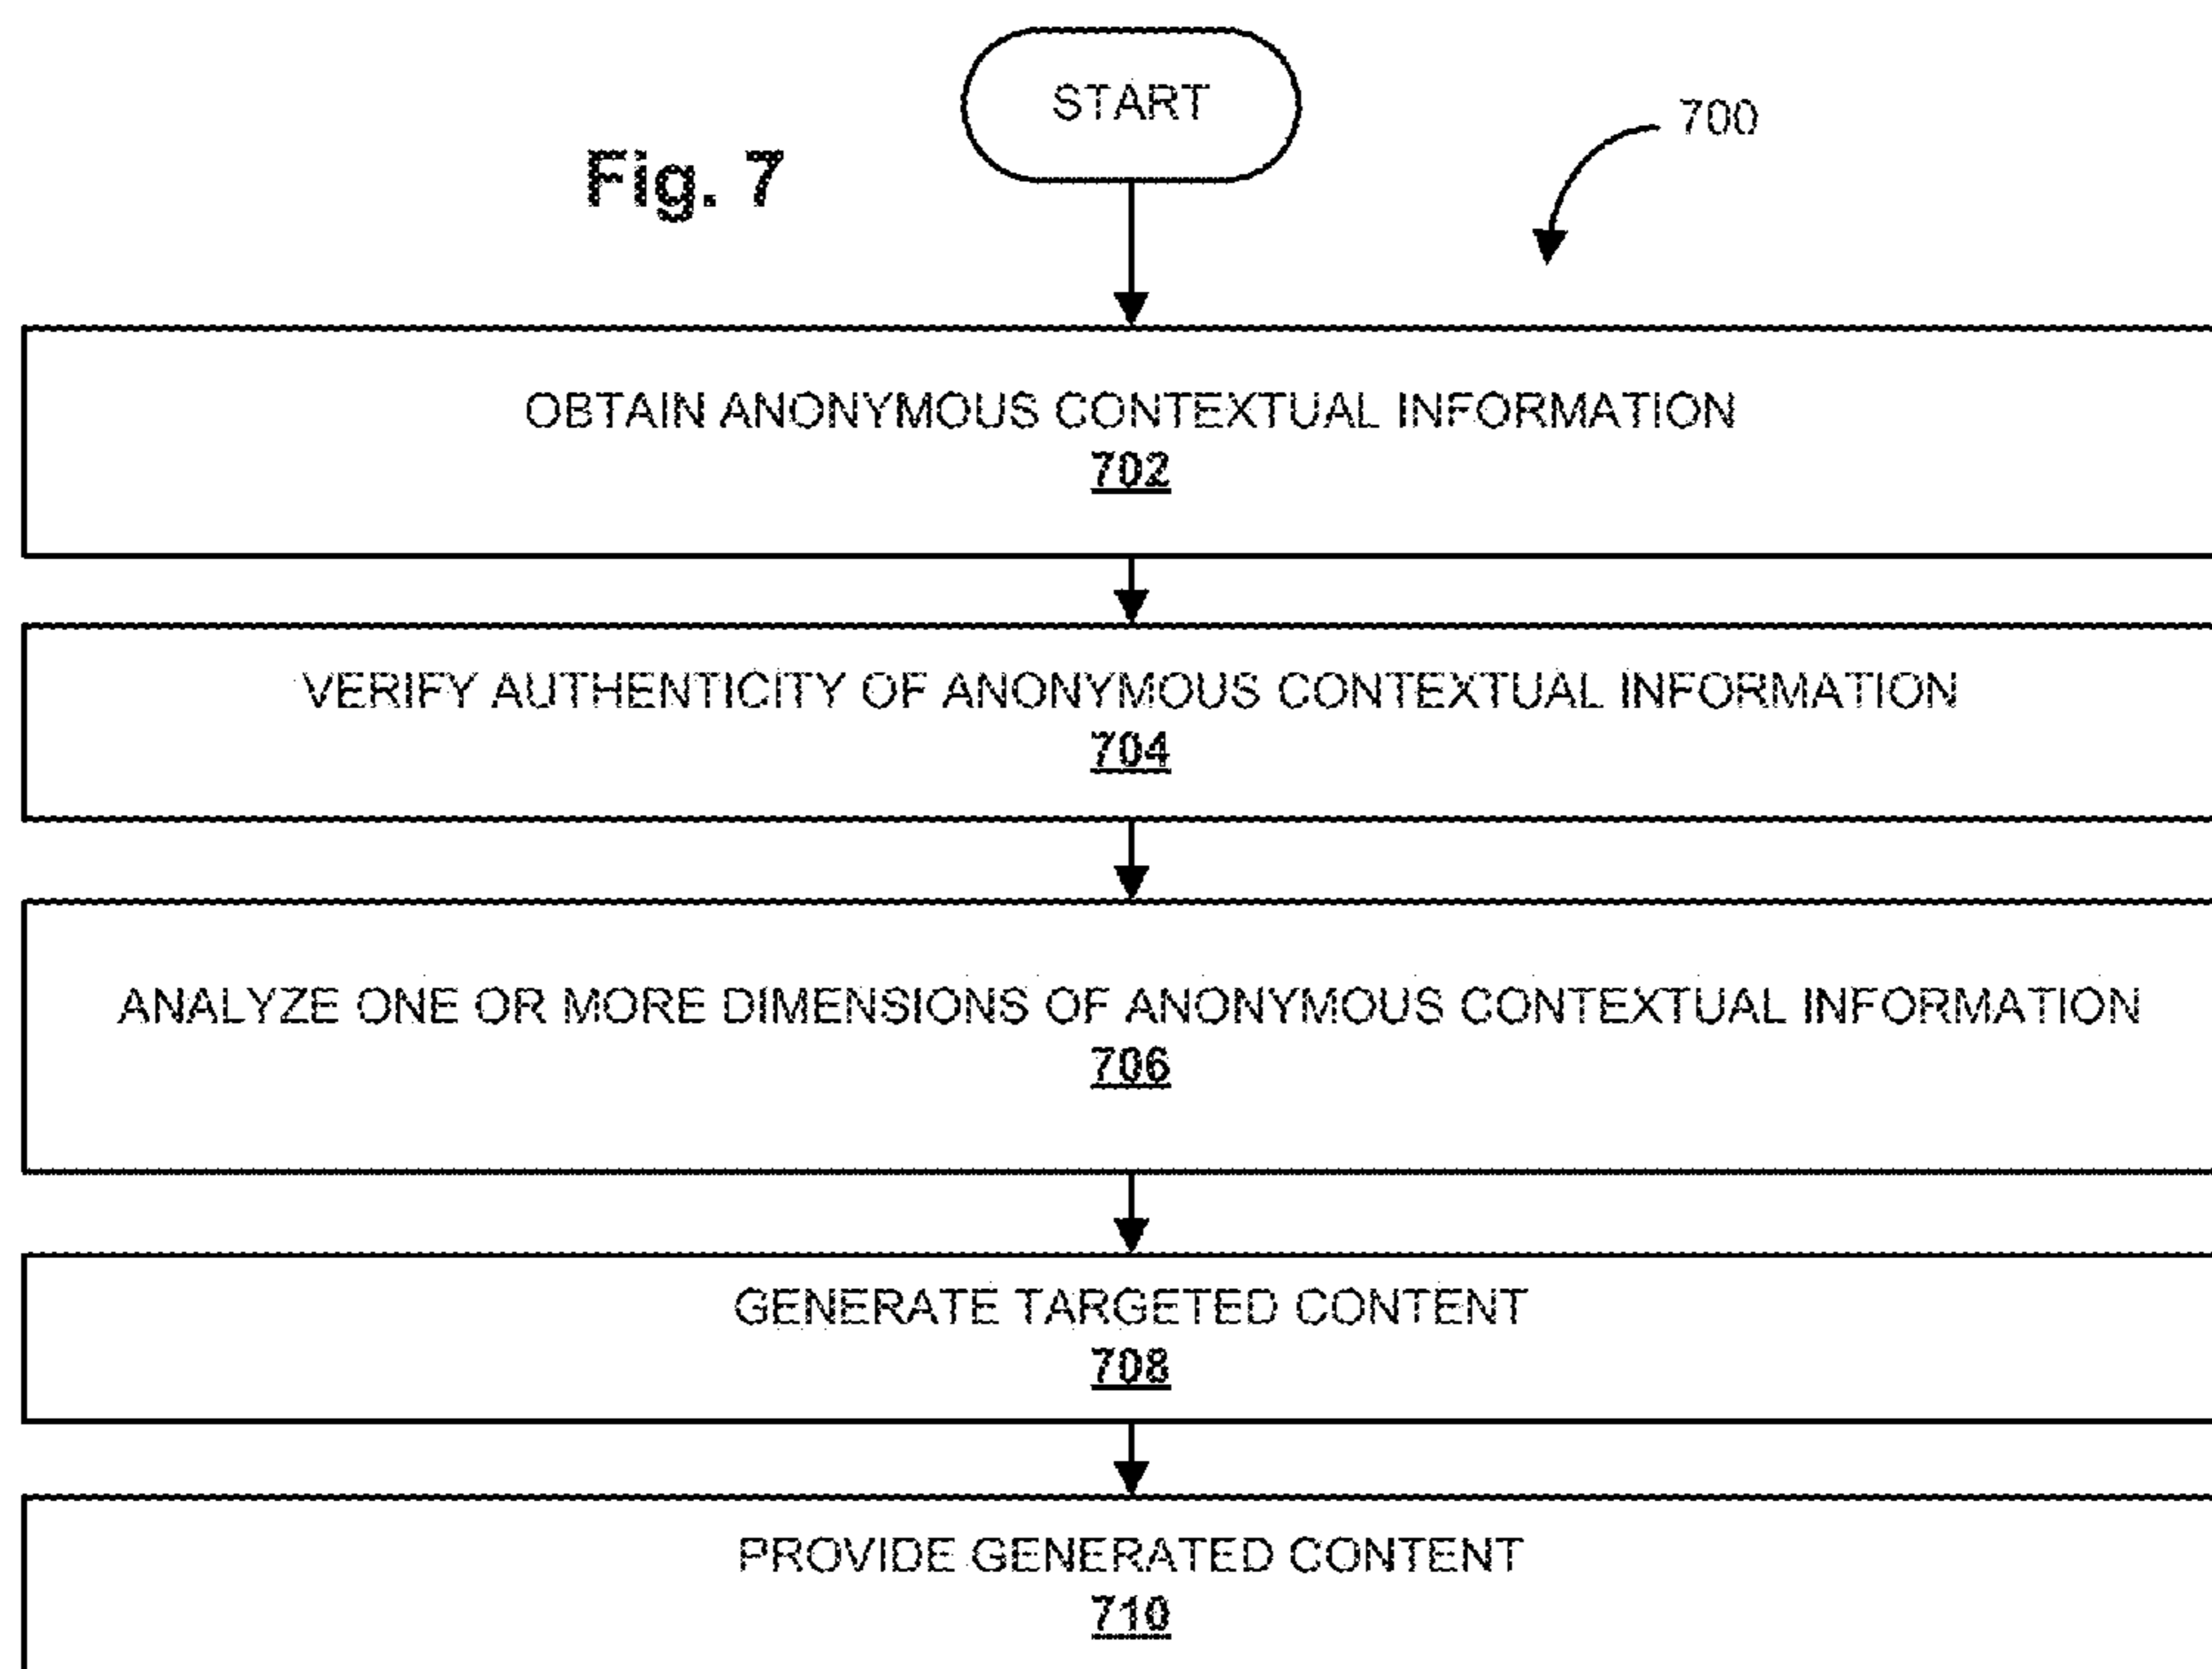 START
700
Fig. 7
OBTAIN ANONYMOUS CONTEXTUAL INFORMATION
702
VERIFY AUTHENTICITY OF ANONYMOUS CONTEXTUAL INFORMATION
704
ANALYZE ONE OR MORE DIMENSIONS OF ANONYMOUS CONTEXTUAL INFORMATION
706
GENERATE TARGETED CONTENT
708
PROVIDE GENERATED CONTENT
710